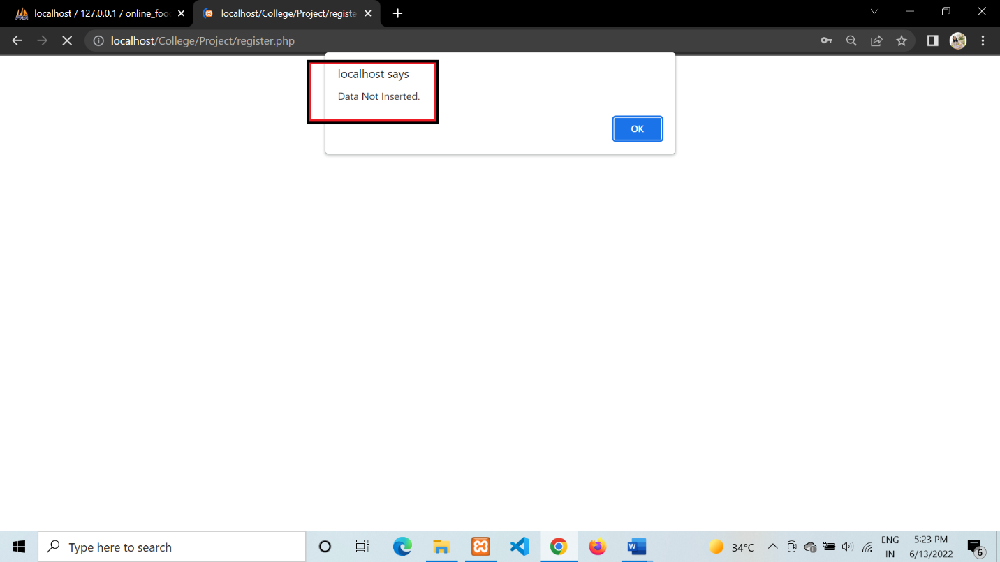 localhost / 127.0.0.1 / online_foo
localhost/College/Project/registe
localhost/College/Project/register.php
localhost says
Data Not Inserted.
OK
Type here to search
34°C
ENG
IN
5:23 PM
6/13/2022
6